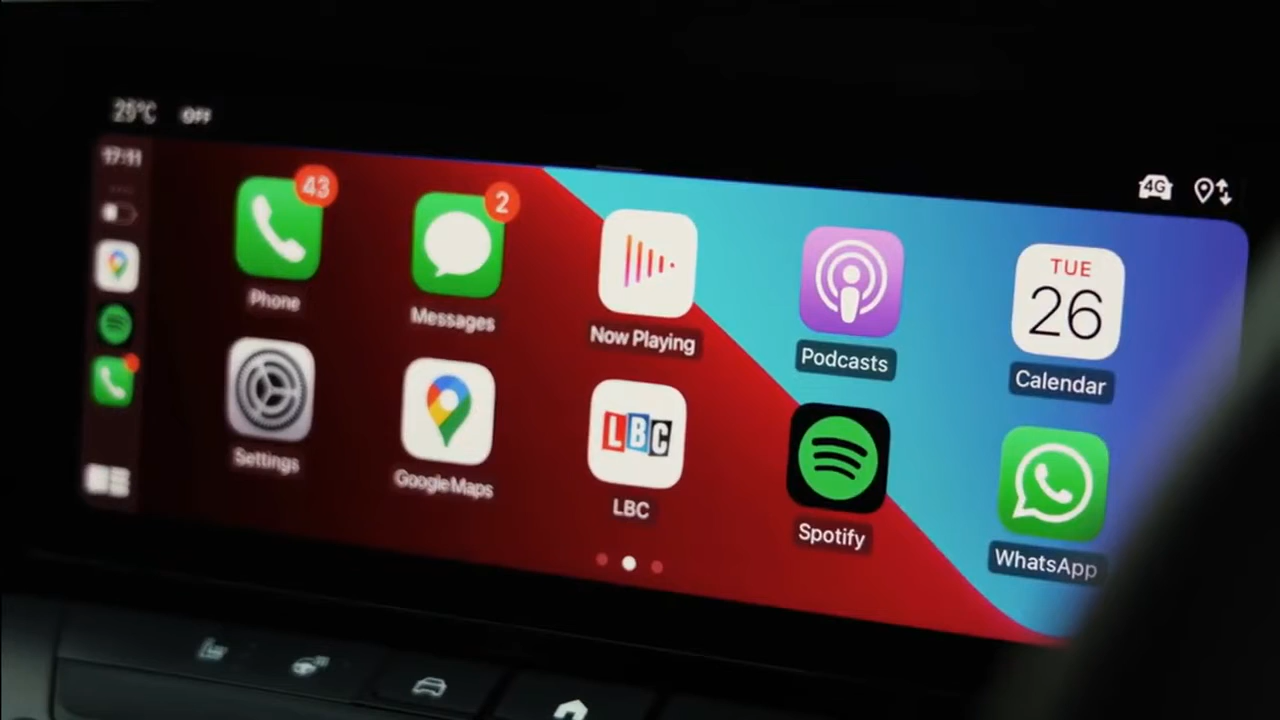 25°C OFF
17:11
4G
43
2
Phone
Messages
Now Playing
Podcasts
TUE
26
Calendar
Settings
Google Maps
LBC
LBC
Spotify
WhatsApp